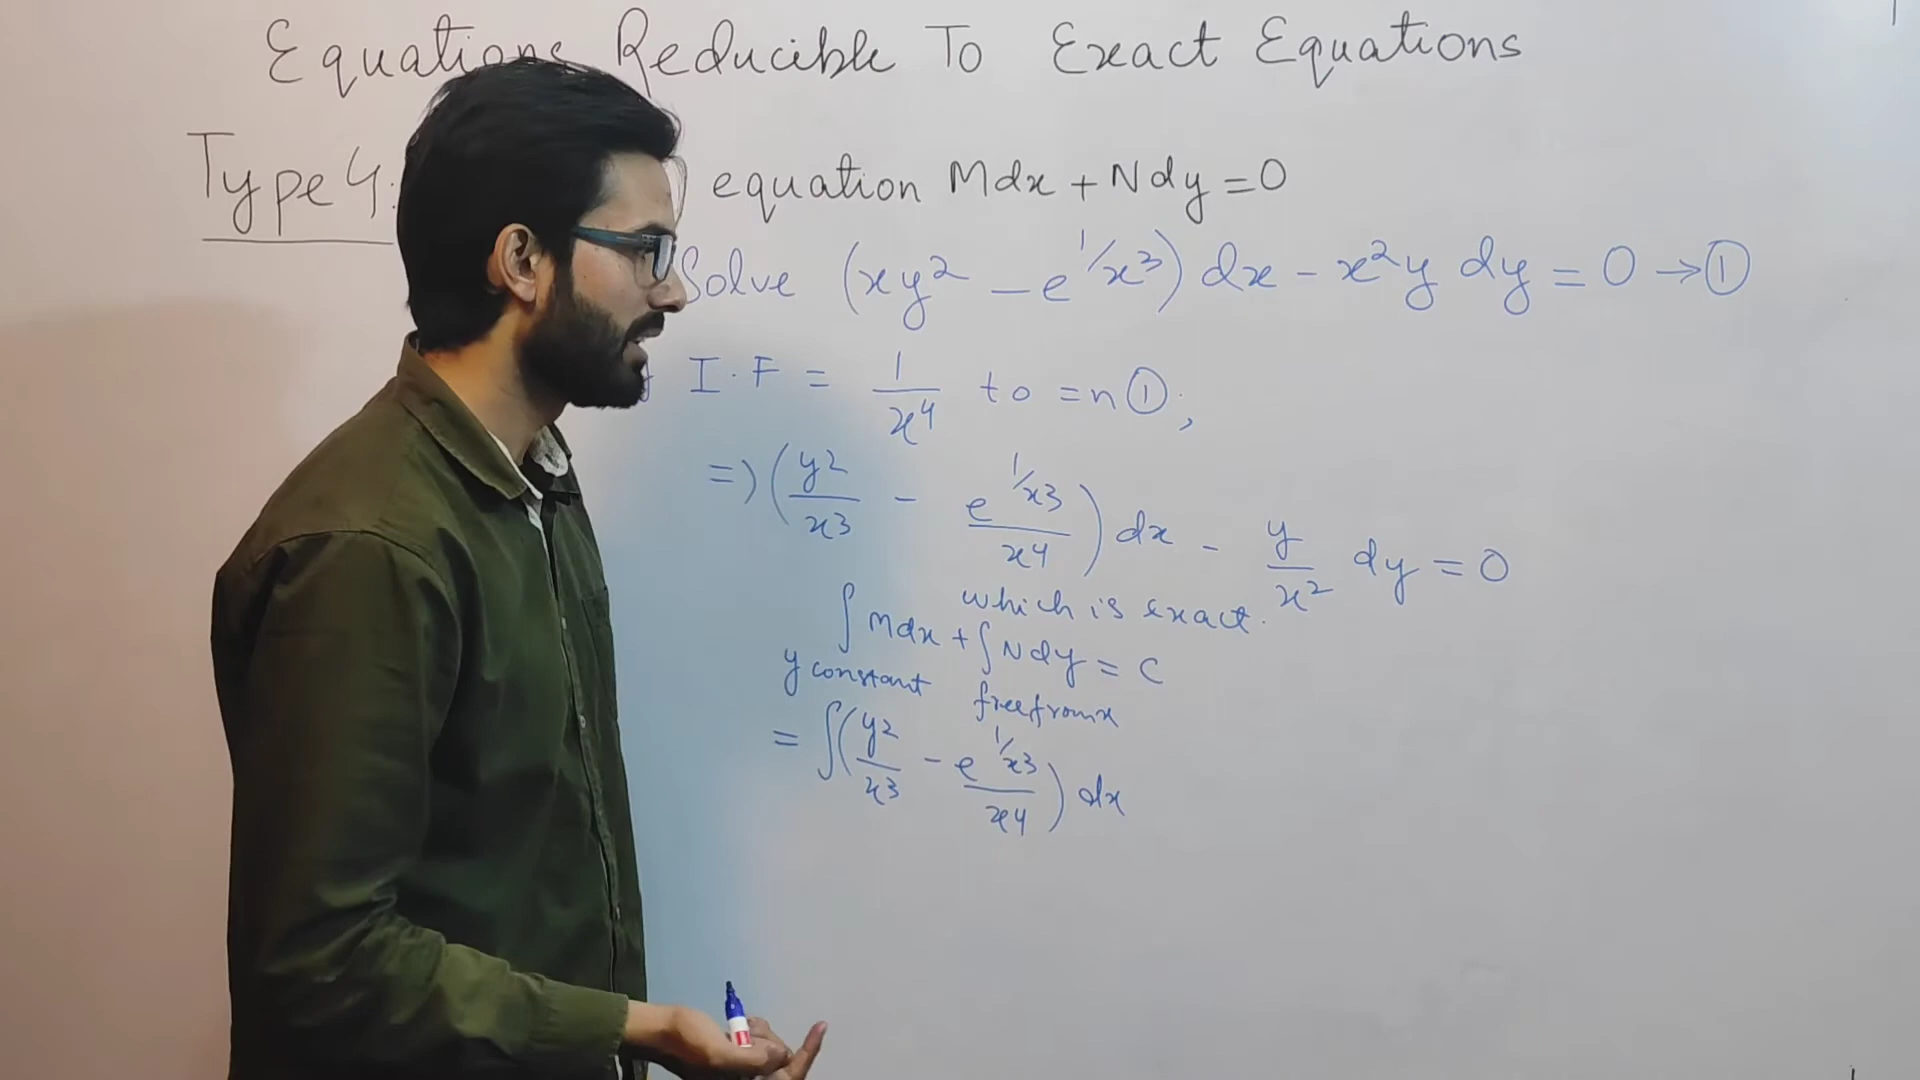 Equations Reducible To Exact Equations
Type 4: equation Mdx + Ndy = 0
Solve (xy² - e^{1/x³}) dx - x²y dy = 0 → ①
I.F = 1/x⁴ to =n ①;
=> (y²/x³ - e^{1/x³}/x⁴) dx - y/x² dy = 0
which is exact.
∫Mdx + ∫Ndy = C
y constant free from x
= ∫(y²/x³ - e^{1/x³}/x⁴) dx